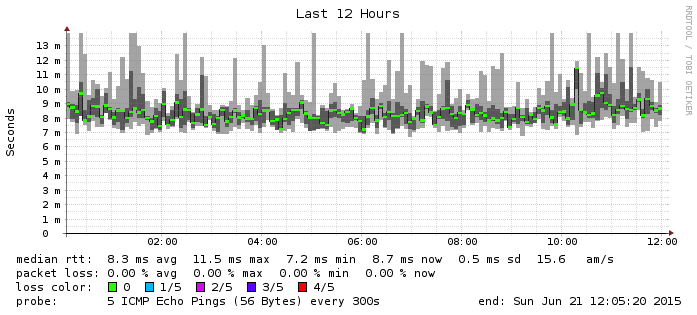 Last 12 Hours
RRDTOOL / TOBI OETIKER
Seconds
13 m
12 m
11 m
10 m
9 m
8 m
7 m
6 m
5 m
4 m
3 m
2 m
1 m
0
02:00 04:00 06:00 08:00 10:00 12:00
median rtt: 8.3 ms avg 11.5 ms max 7.2 ms min 8.7 ms now 0.5 ms sd 15.6 am/s
packet loss: 0.00 % avg 0.00 % max 0.00 % min 0.00 % now
loss color: 0 1/5 2/5 3/5 4/5
probe: 5 ICMP Echo Pings (56 Bytes) every 300s end: Sun Jun 21 12:05:20 2015